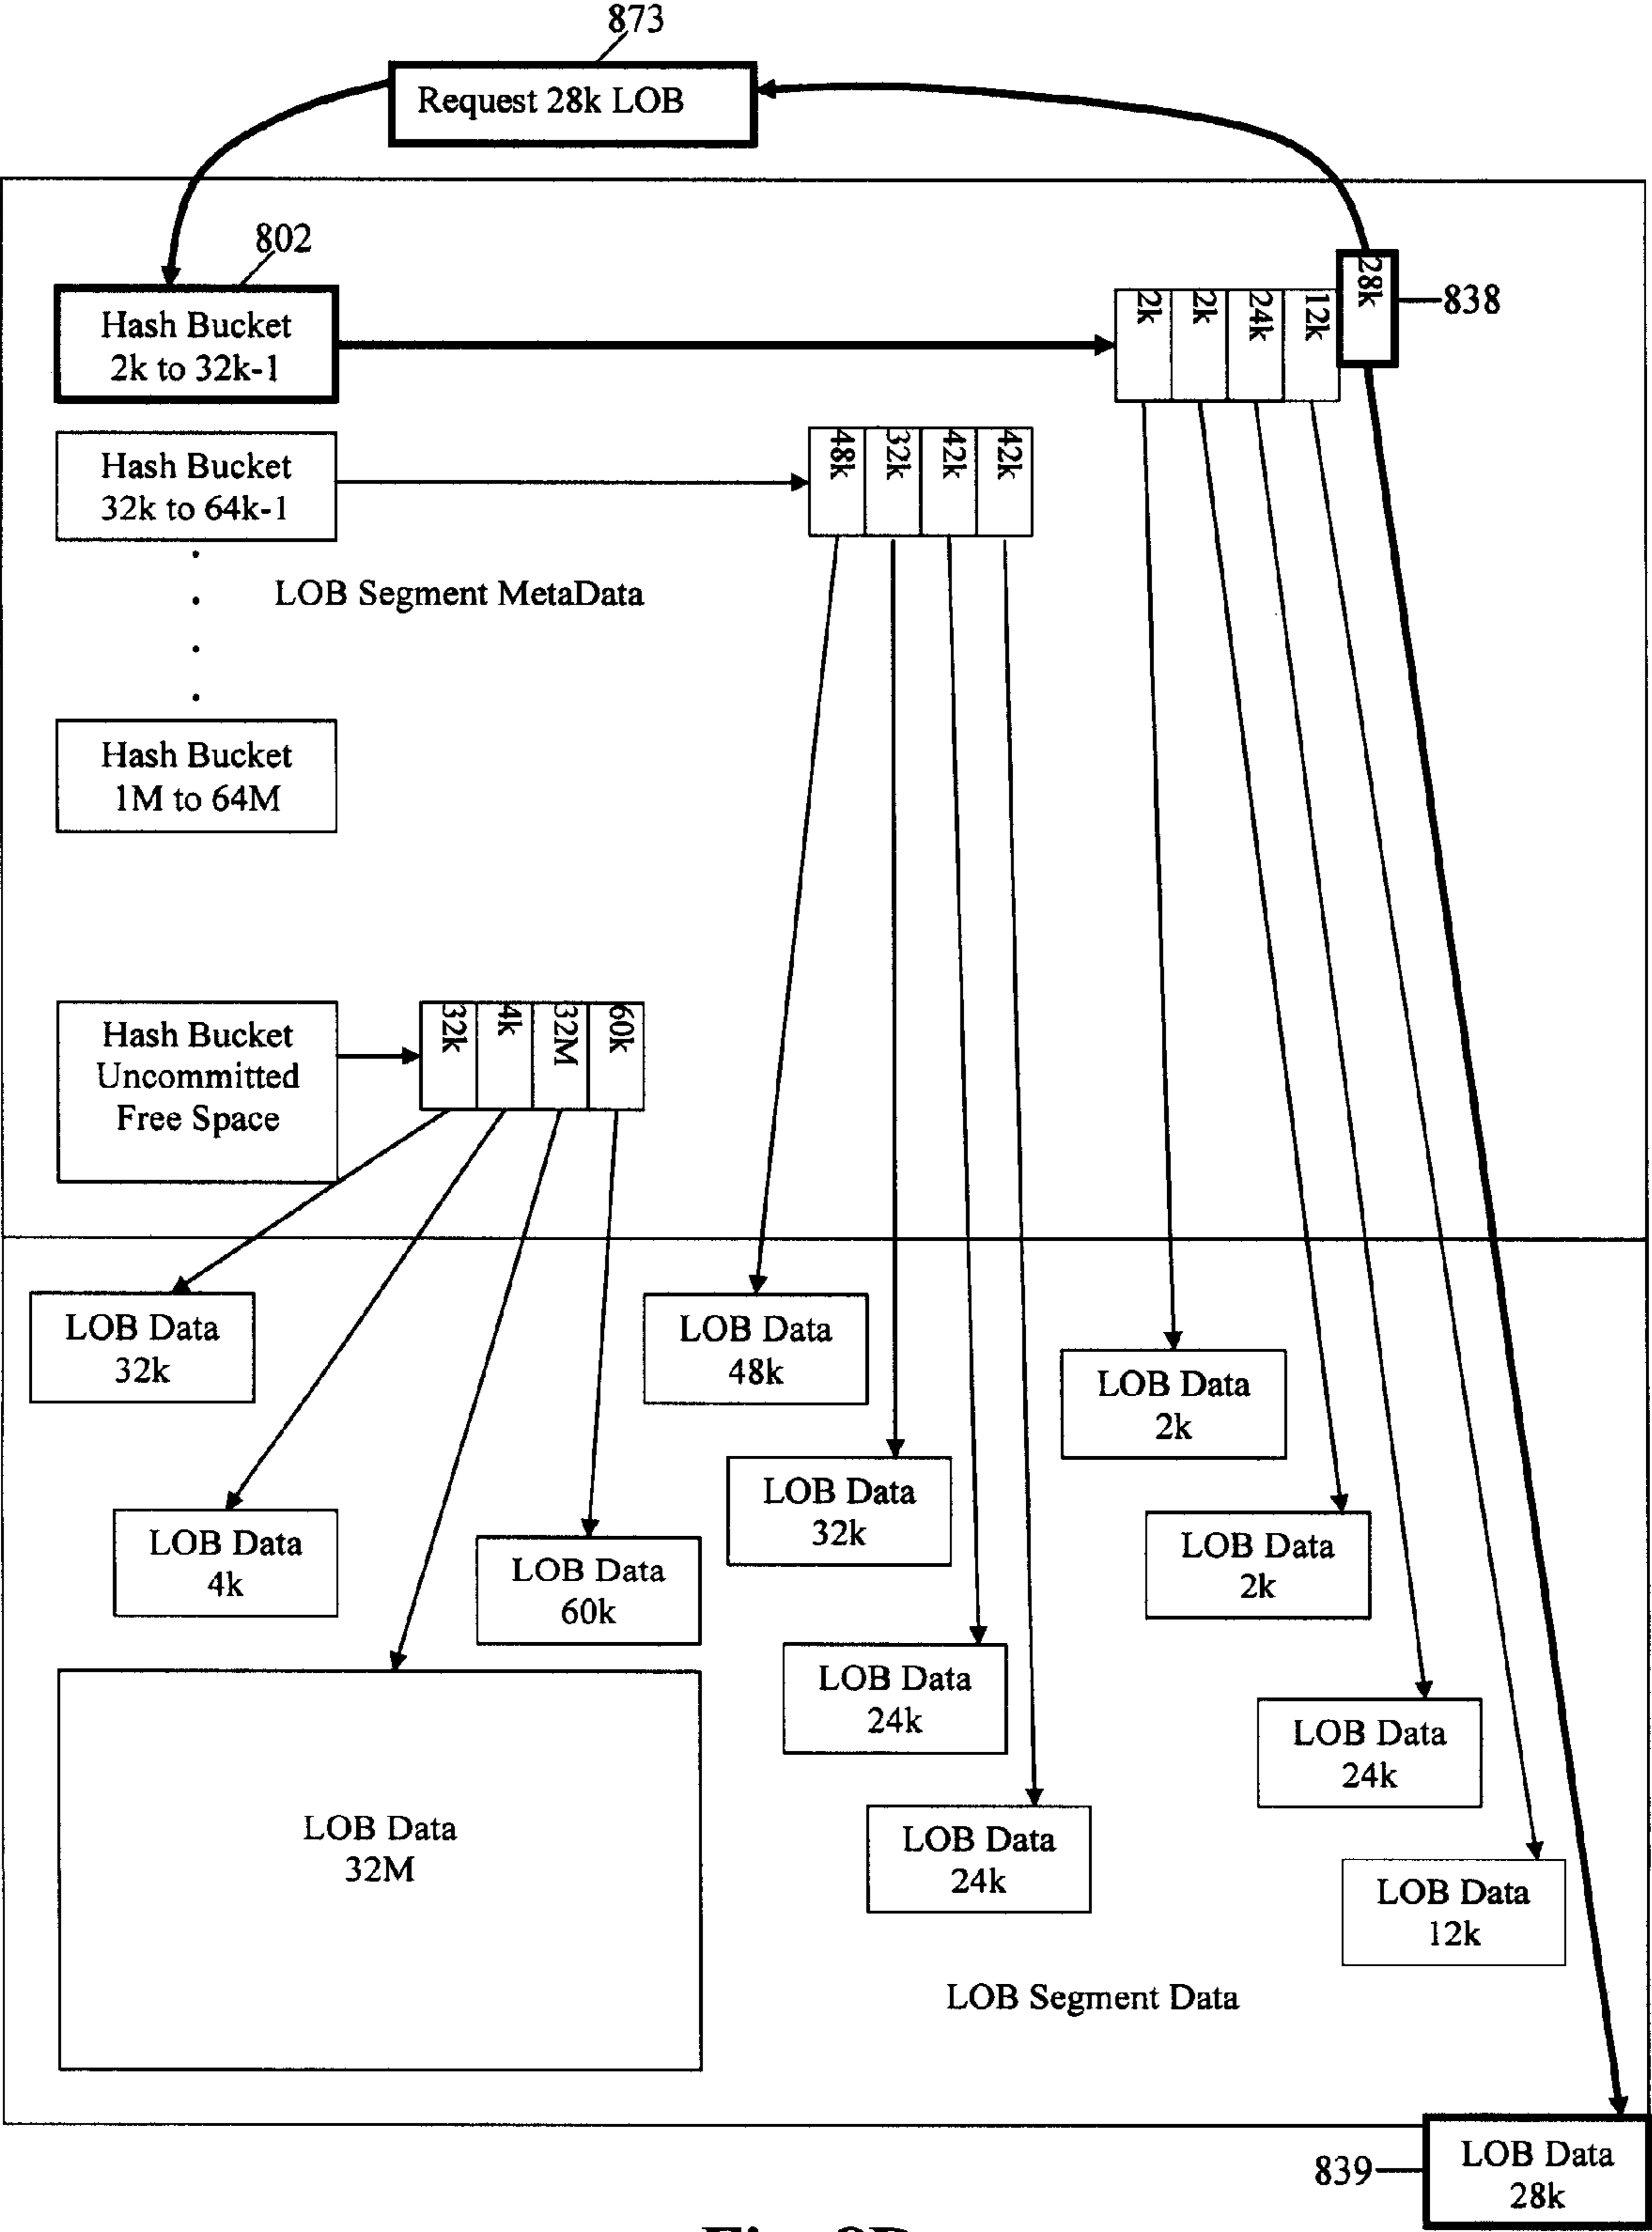 873
Request 28k LOB
802
Hash Bucket
2k to 32k-1
2k
2k
24k
12k
28k
838
Hash Bucket
32k to 64k-1
48k
32k
42k
42k
.
.
.
.
LOB Segment MetaData
Hash Bucket
1M to 64M
Hash Bucket
Uncommitted
Free Space
32k
4k
32M
60k
LOB Data
32k
LOB Data
48k
LOB Data
2k
LOB Data
4k
LOB Data
60k
LOB Data
32k
LOB Data
2k
LOB Data
24k
LOB Data
24k
LOB Data
32M
LOB Data
24k
LOB Data
12k
LOB Segment Data
839
LOB Data
28k